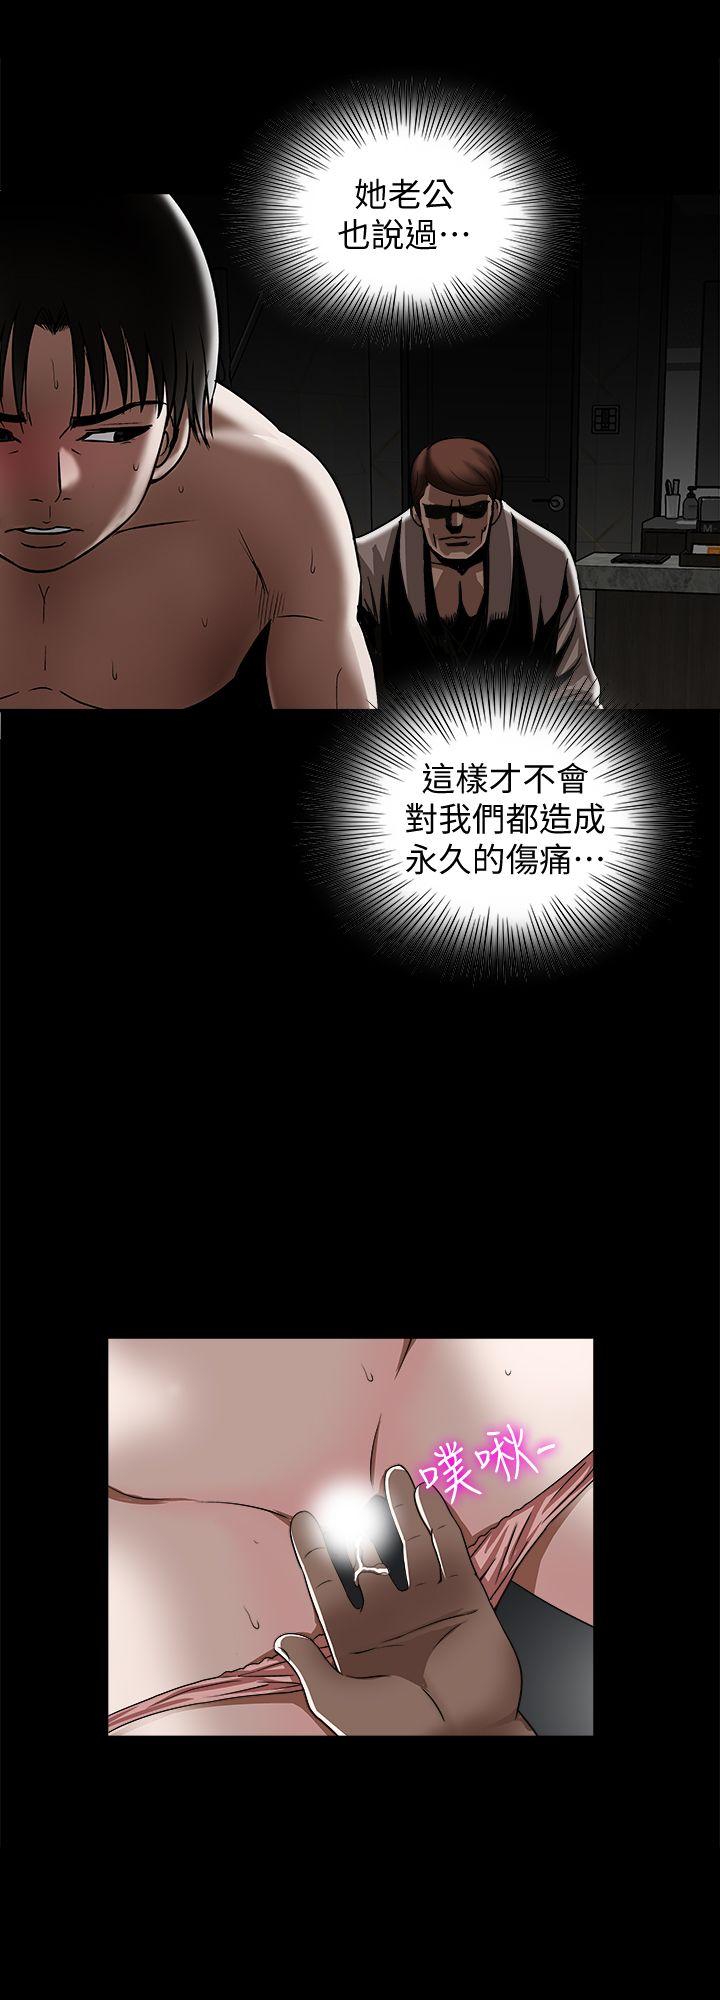 她老公
也說過⋯
這樣才不會
對我們都造成
永久的傷痛⋯
噗啾-